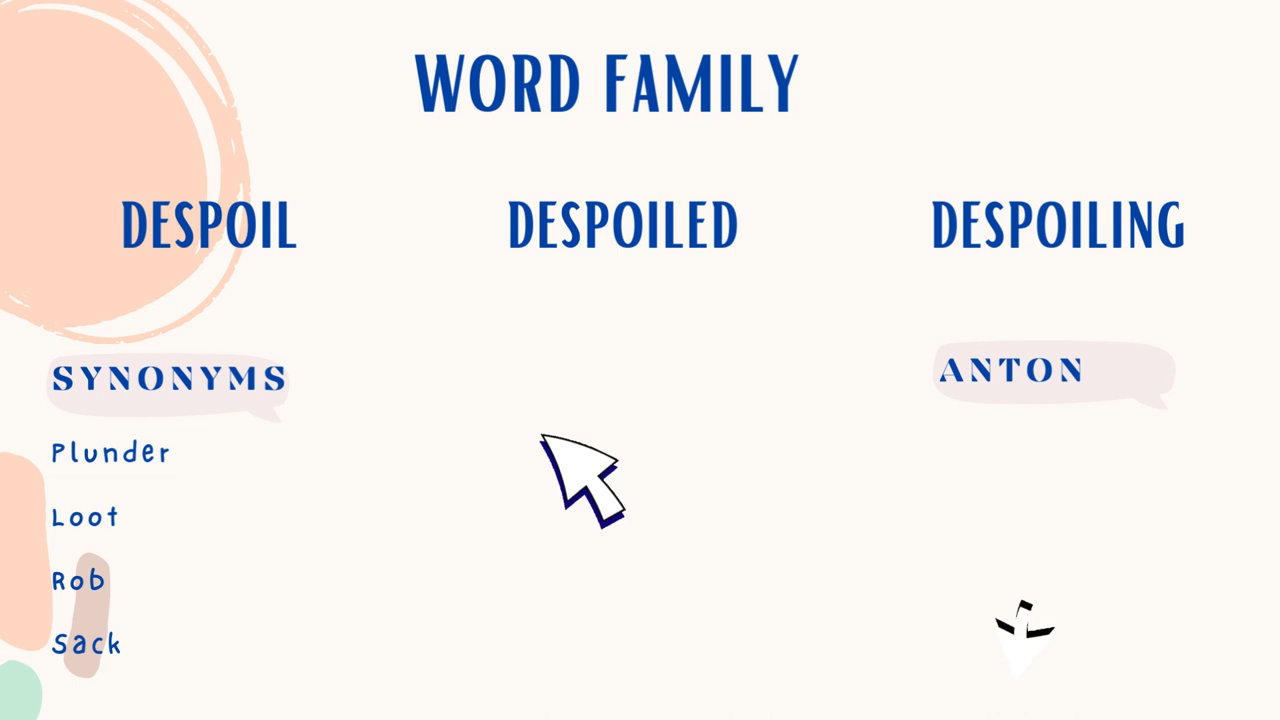 WORD FAMILY
DESPOIL DESPOILED DESPOILING
SYNONYMS
Plunder
Loot
Rob
Sack
ANTON